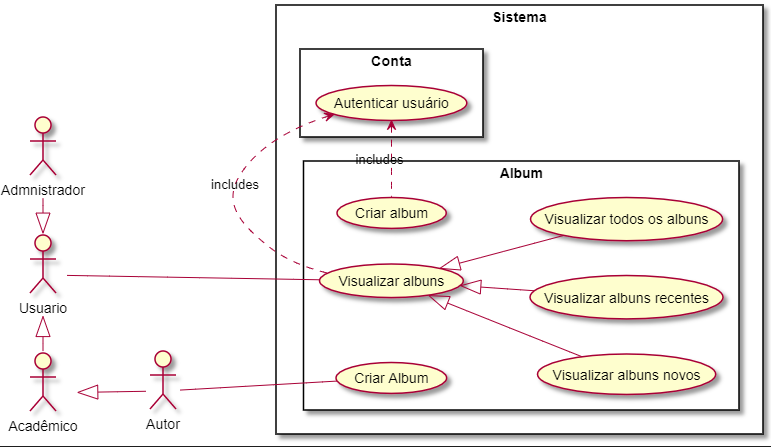 Sistema
Conta
Autenticar usuário
includes
includes
Album
Criar album
Visualizar todos os albuns
Visualizar albuns
Visualizar albuns recentes
Visualizar albuns novos
Criar Album
Admnistrador
Usuario
Acadêmico
Autor